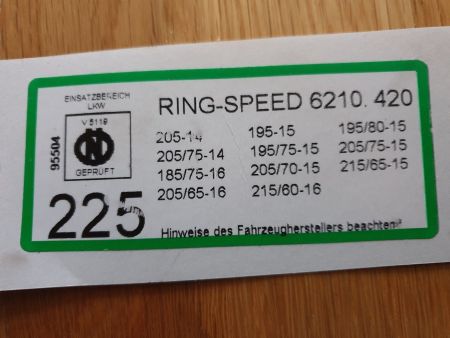 EINSATZBEREICH
LKW
V 5119
ÖN
GEPRÜFT
95504
225
RING-SPEED 6210. 420
205-14 195-15 195/80-15
205/75-14 195/75-15 205/75-15
185/75-16 205/70-15 215/65-15
205/65-16 215/60-16
Hinweise des Fahrzeugherstellers beachten!*